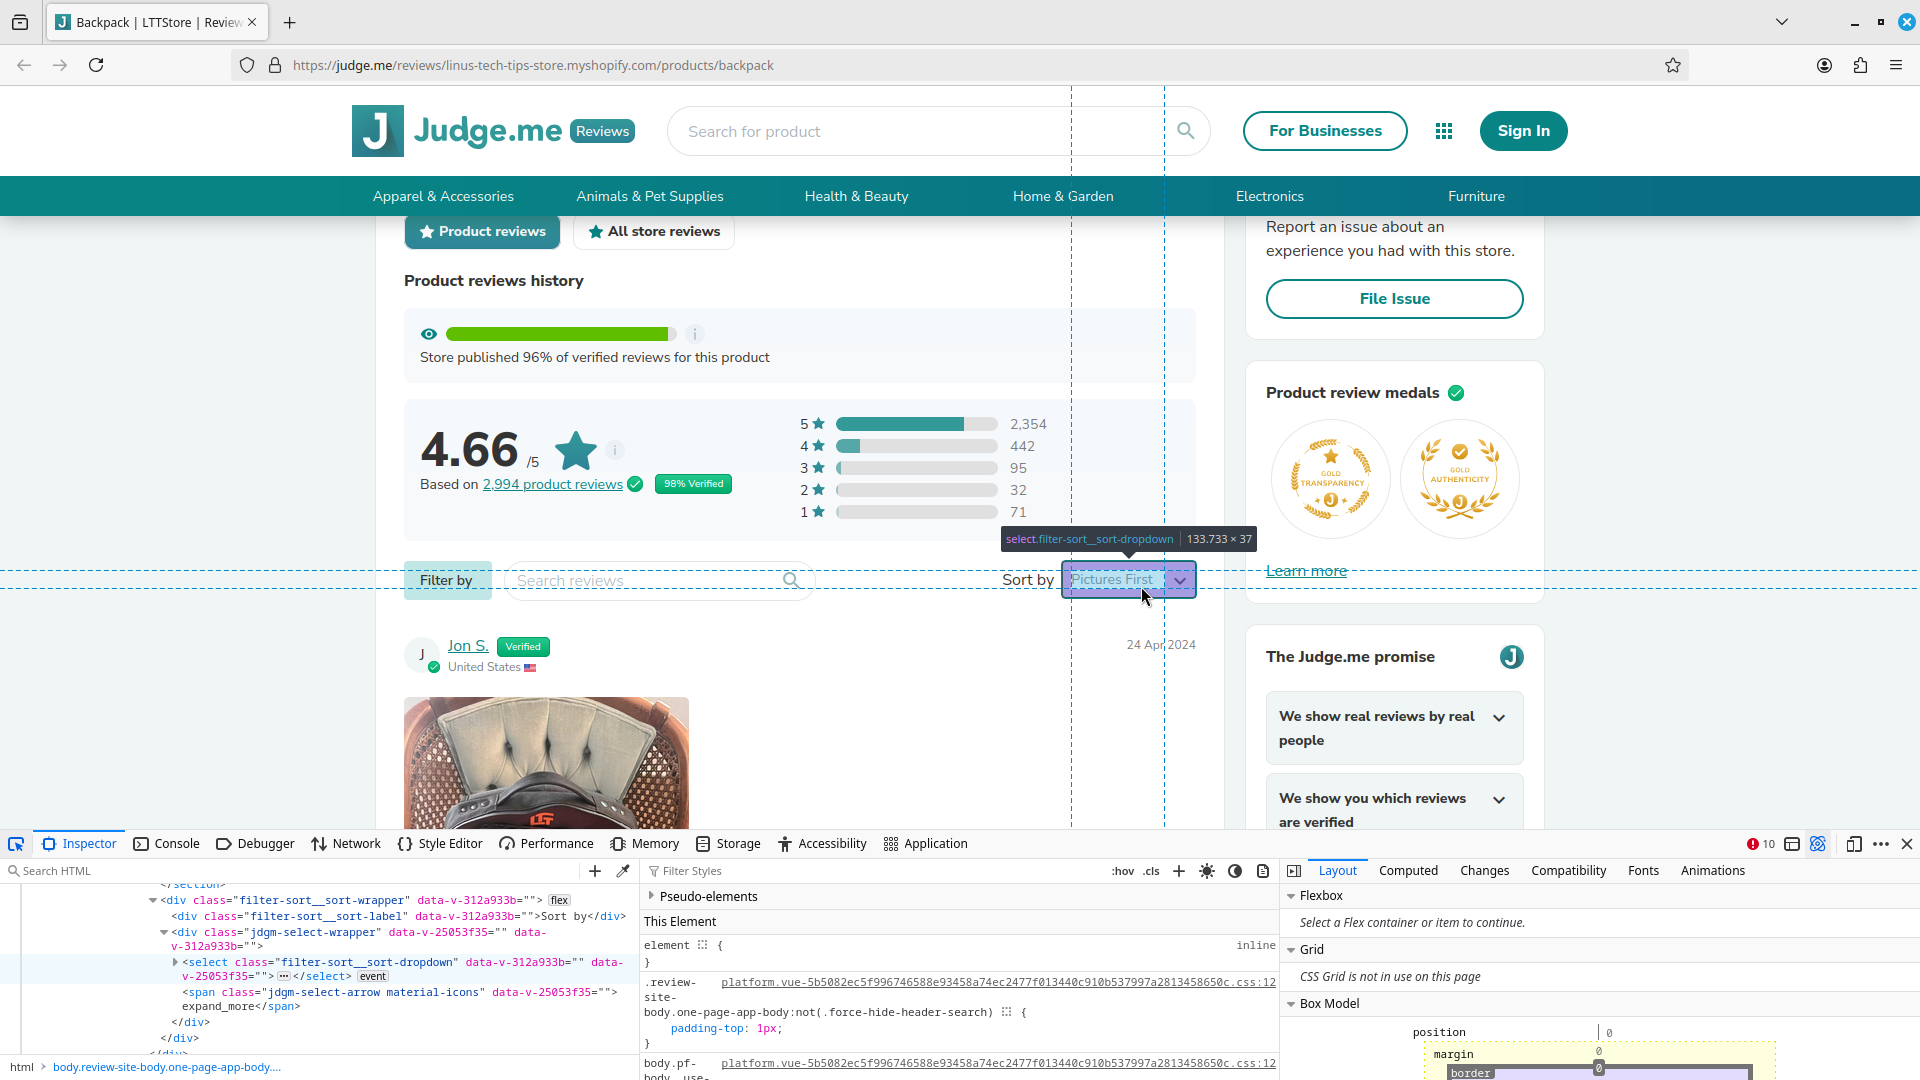 Backpack | LTTStore | Review
https://judge.me/reviews/linus-tech-tips-store.myshopify.com/products/backpack
J Judge.me Reviews
Search for product
For Businesses
Sign In
Apparel & Accessories
Animals & Pet Supplies
Health & Beauty
Home & Garden
Electronics
Furniture
Product reviews
All store reviews
Product reviews history
Store published 96% of verified reviews for this product
4.66 /5
Based on 2,994 product reviews
98% Verified
5 2,354
4 442
3 95
2 32
1 71
select.filter-sort__sort-dropdown | 133.733 × 37
Filter by
Search reviews
Sort by
Pictures First
J
Jon S.
Verified
United States
24 Apr 2024
LTT
Report an issue about an
experience you had with this store.
File Issue
Product review medals
GOLD
TRANSPARENCY
J
GOLD
AUTHENTICITY
J
Learn more
The Judge.me promise
J
We show real reviews by real
people
We show you which reviews
are verified
Inspector
Console
Debugger
Network
Style Editor
Performance
Memory
Storage
Accessibility
Application
10
Search HTML
</section>
<div class="filter-sort__sort-wrapper" data-v-312a933b=""> flex
<div class="filter-sort__sort-label" data-v-312a933b="">Sort by</div>
<div class="jdgm-select-wrapper" data-v-25053f35="" data-
v-312a933b="">
<select class="filter-sort__sort-dropdown" data-v-312a933b="" data-
v-25053f35=""> ⋯ </select> event
<span class="jdgm-select-arrow material-icons" data-v-25053f35="">
expand_more</span>
</div>
</div>
</div>
html > body.review-site-body.one-page-app-body....
Filter Styles
:hov .cls
Pseudo-elements
This Element
element { inline
}
.review- platform.vue-5b5082ec5f996746588e93458a74ec2477f013440c910b537997a2813458650c.css:12
site-
body.one-page-app-body:not(.force-hide-header-search) {
padding-top: 1px;
}
body.pf- platform.vue-5b5082ec5f996746588e93458a74ec2477f013440c910b537997a2813458650c.css:12
Layout
Computed
Changes
Compatibility
Fonts
Animations
Flexbox
Select a Flex container or item to continue.
Grid
CSS Grid is not in use on this page
Box Model
position 0
margin 0
border 0